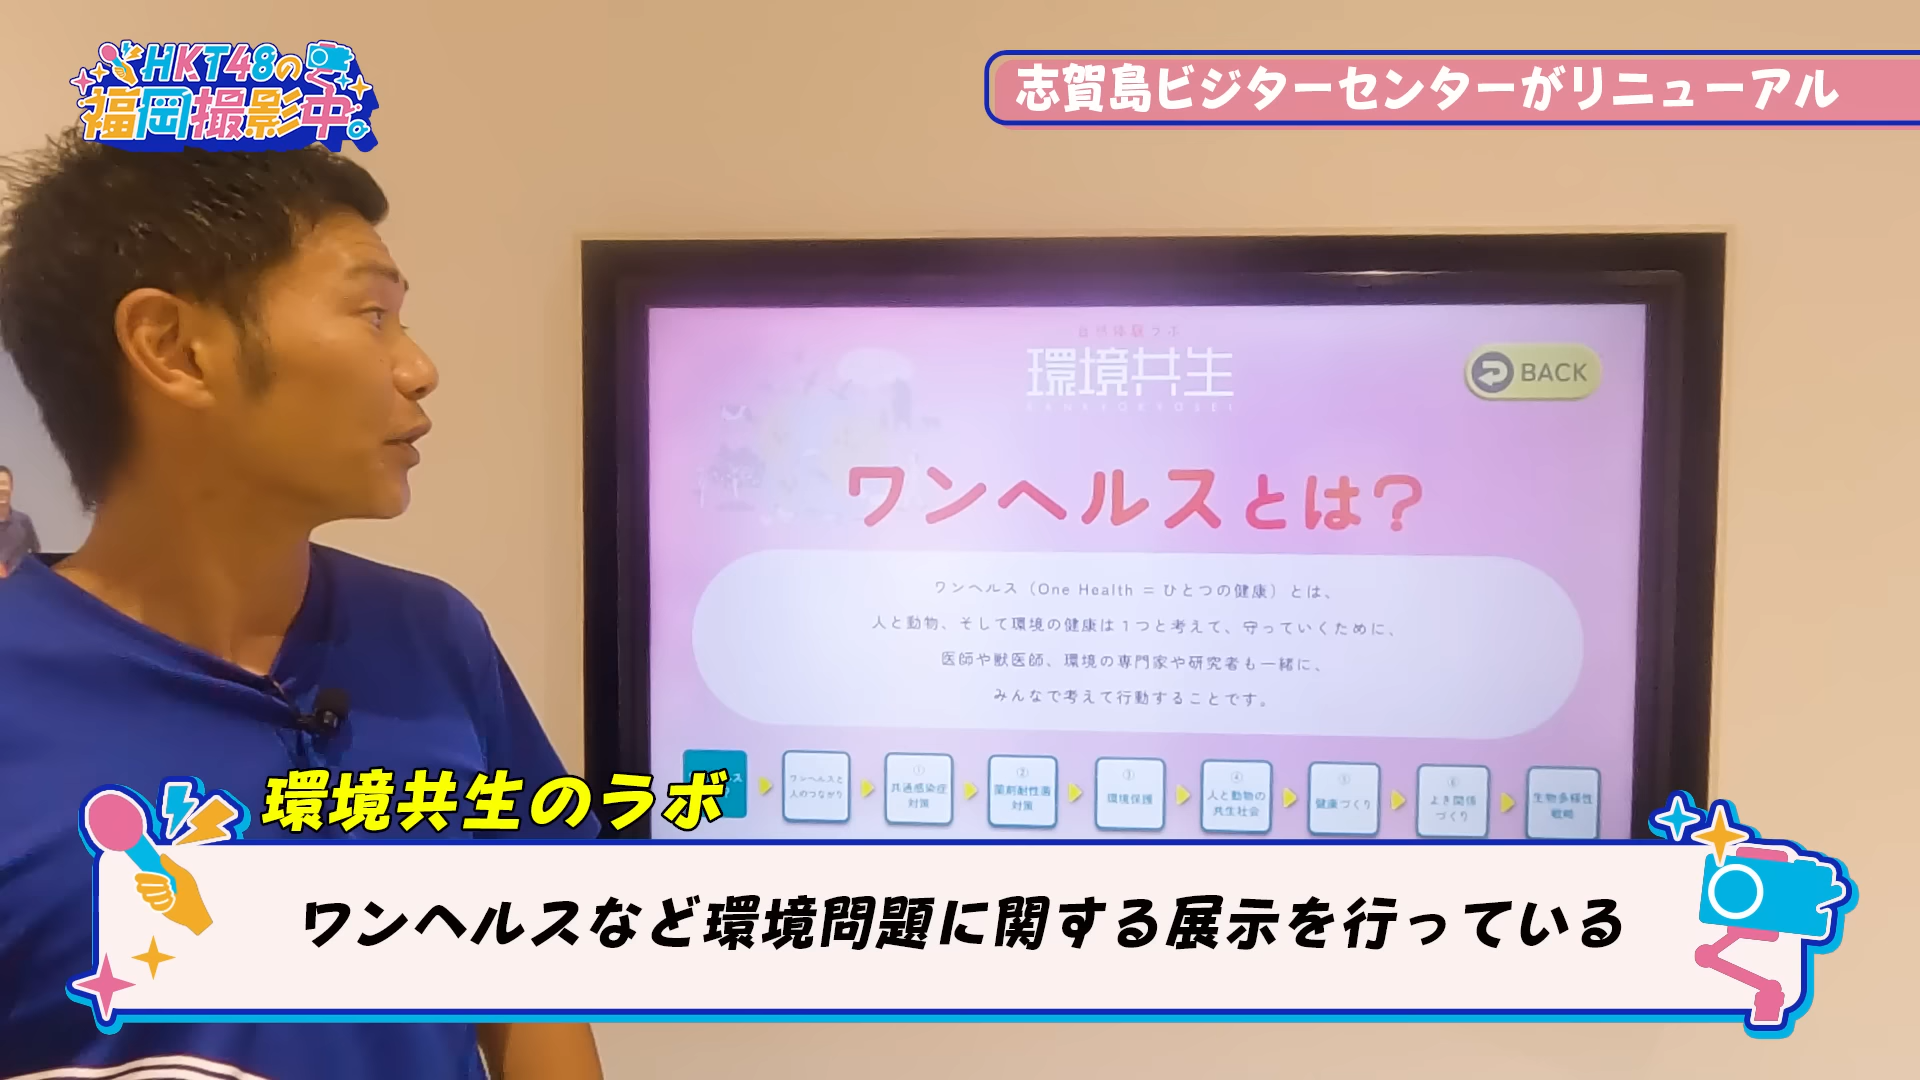 HKT48の
福岡撮影中。
志賀島ビジターセンターがリニューアル
自然体験ラボ
環境共生
KANKYOKYOSEI
BACK
ワンヘルスとは?
ワンヘルス(One Health = ひとつの健康)とは、
人と動物、そして環境の健康は1つと考えて、守っていくために、
医師や獣医師、環境の専門家や研究者も一緒に、
みんなで考えて行動することです。
ワンヘルスと
人のつながり
①
共通感染症
対策
②
薬剤耐性菌
対策
③
環境保護
④
人と動物の
共生社会
⑤
健康づくり
⑥
よき関係
づくり
生物多様性
戦略
環境共生のラボ
ワンヘルスなど環境問題に関する展示を行っている